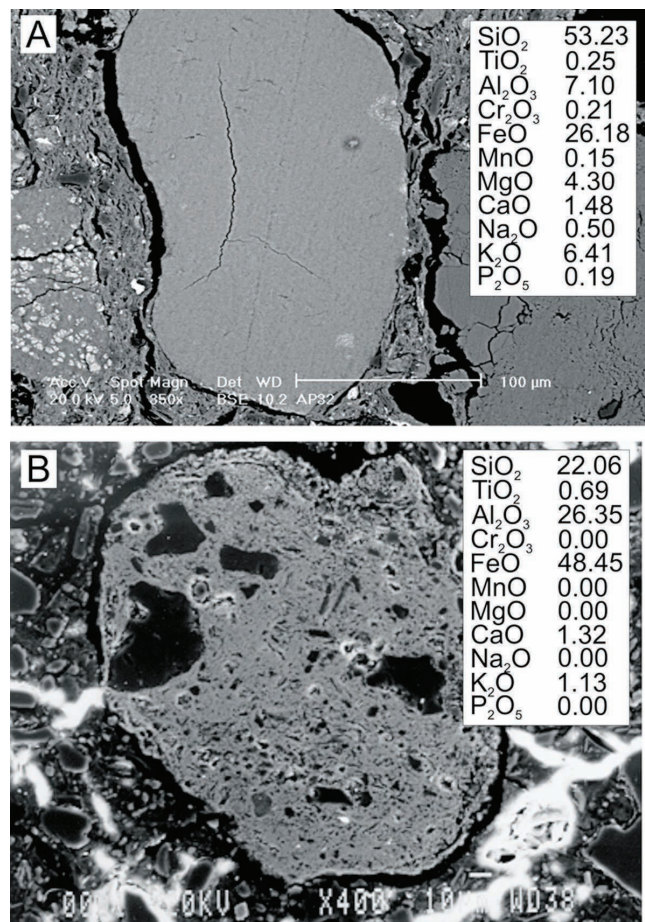 A
SiO₂ 53.23
TiO₂ 0.25
Al₂O₃ 7.10
Cr₂O₃ 0.21
FeO 26.18
MnO 0.15
MgO 4.30
CaO 1.48
Na₂O 0.50
K₂O 6.41
P₂O₅ 0.19
Acc.V Spot Magn Det WD 100 µm
20.0 kV 5.0 850x BSE 10.2 AP32
B
SiO₂ 22.06
TiO₂ 0.69
Al₂O₃ 26.35
Cr₂O₃ 0.00
FeO 48.45
MnO 0.00
MgO 0.00
CaO 1.32
Na₂O 0.00
K₂O 1.13
P₂O₅ 0.00
X400 10µm WD38